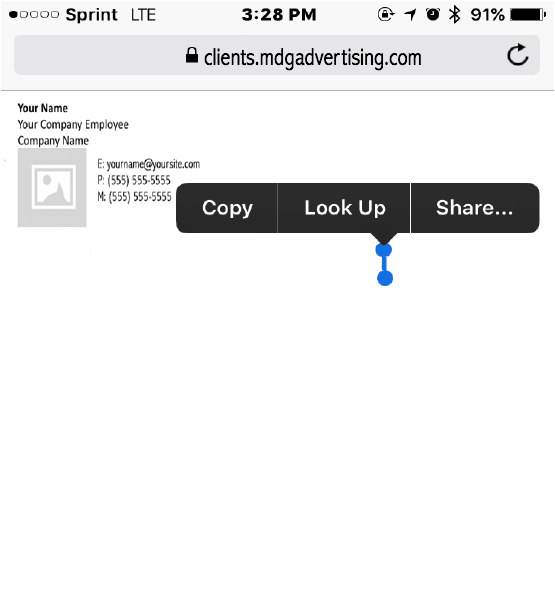 Sprint LTE 3:28 PM 91%
clients.mdgadvertising.com
Your Name
Your Company Employee
Company Name
E: yourname@yoursite.com
P: (555) 555-5555
M: (555) 555-5555
Copy Look Up Share...